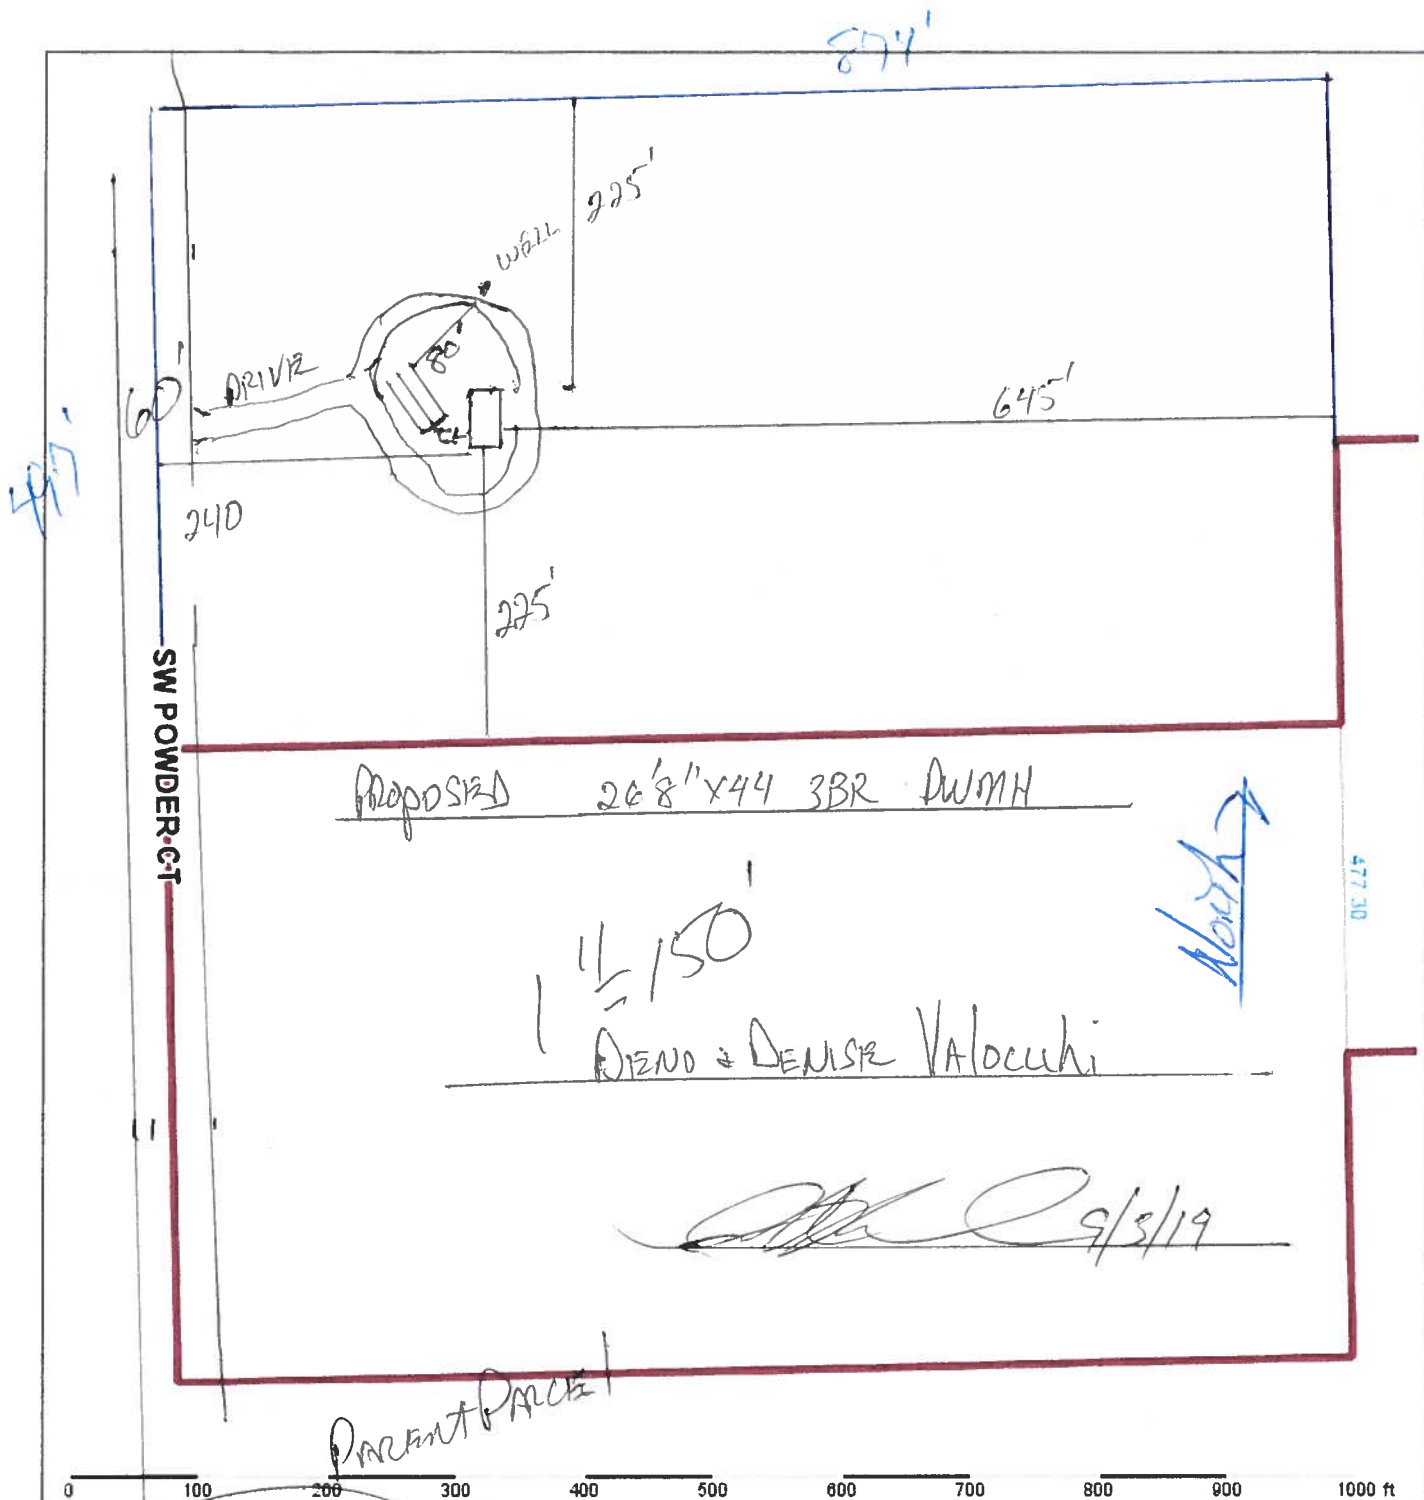 874'
225'
WELL
80'
DRIVE
60'
645'
497'
240
225'
SW POWDER CT
PROPOSED 26'8"X44 3BR DWMH
North
477.30
1"=150'
DENO & DENISE VAlocchi
9/3/19
PARENT PARCEl
0 100 200 300 400 500 600 700 800 900 1000 ft